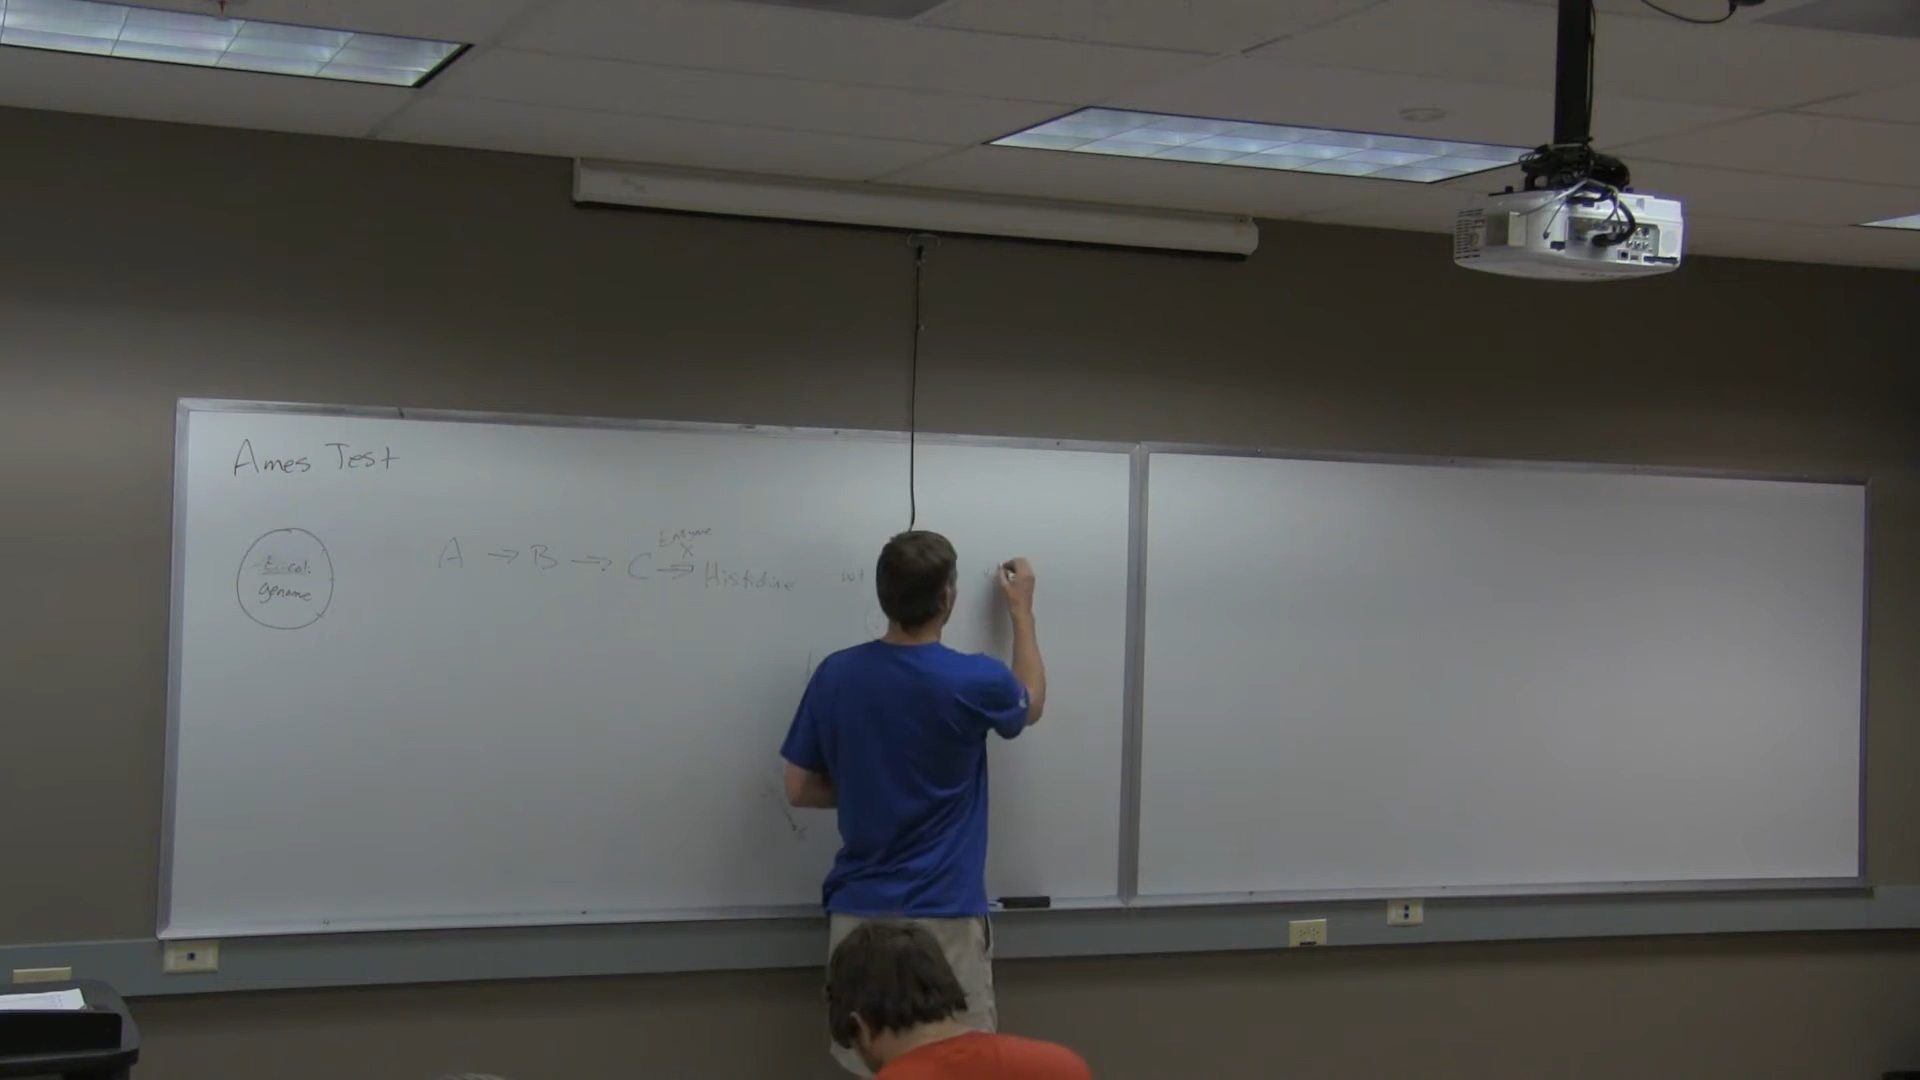 Ames Test
E. coli
genome
Enzyme
X
A → B → C → Histidine
wt